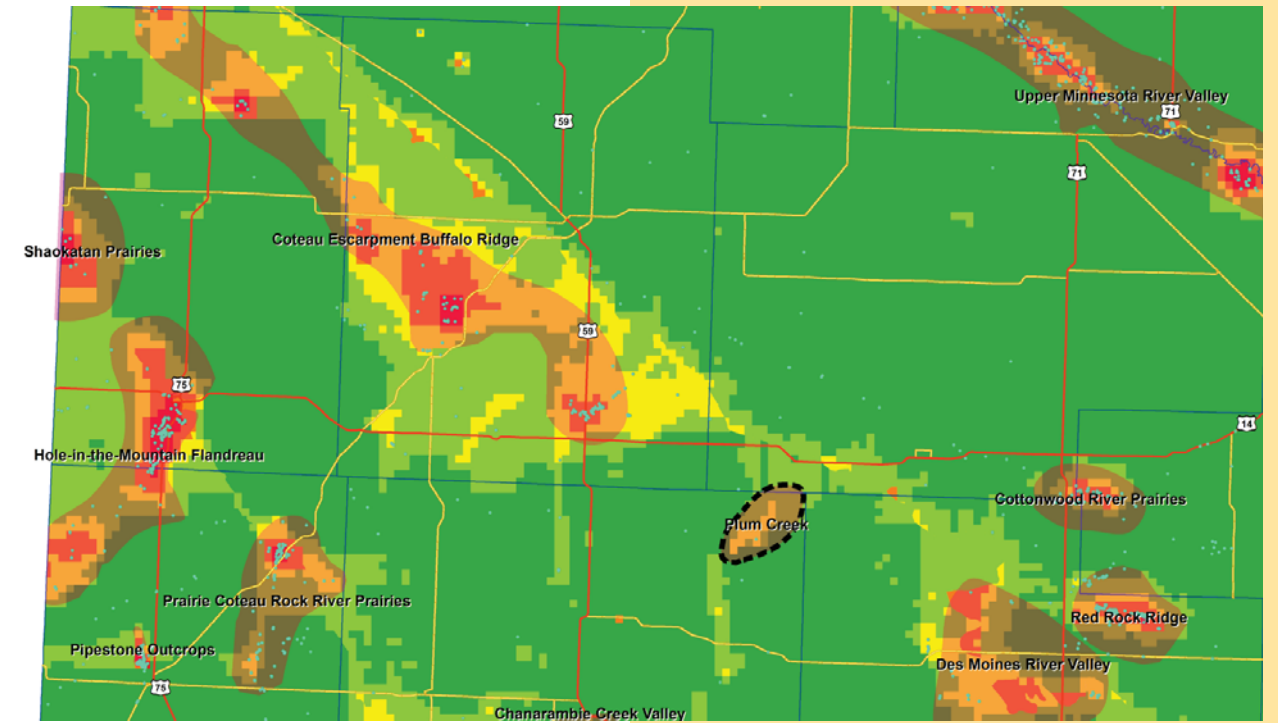 Upper Minnesota River Valley
71
59
71
Shaokatan Prairies
Coteau Escarpment Buffalo Ridge
59
75
14
Hole-in-the-Mountain Flandreau
Cottonwood River Prairies
Plum Creek
Prairie Coteau Rock River Prairies
Red Rock Ridge
Pipestone Outcrops
Des Moines River Valley
75
Chanarambie Creek Valley